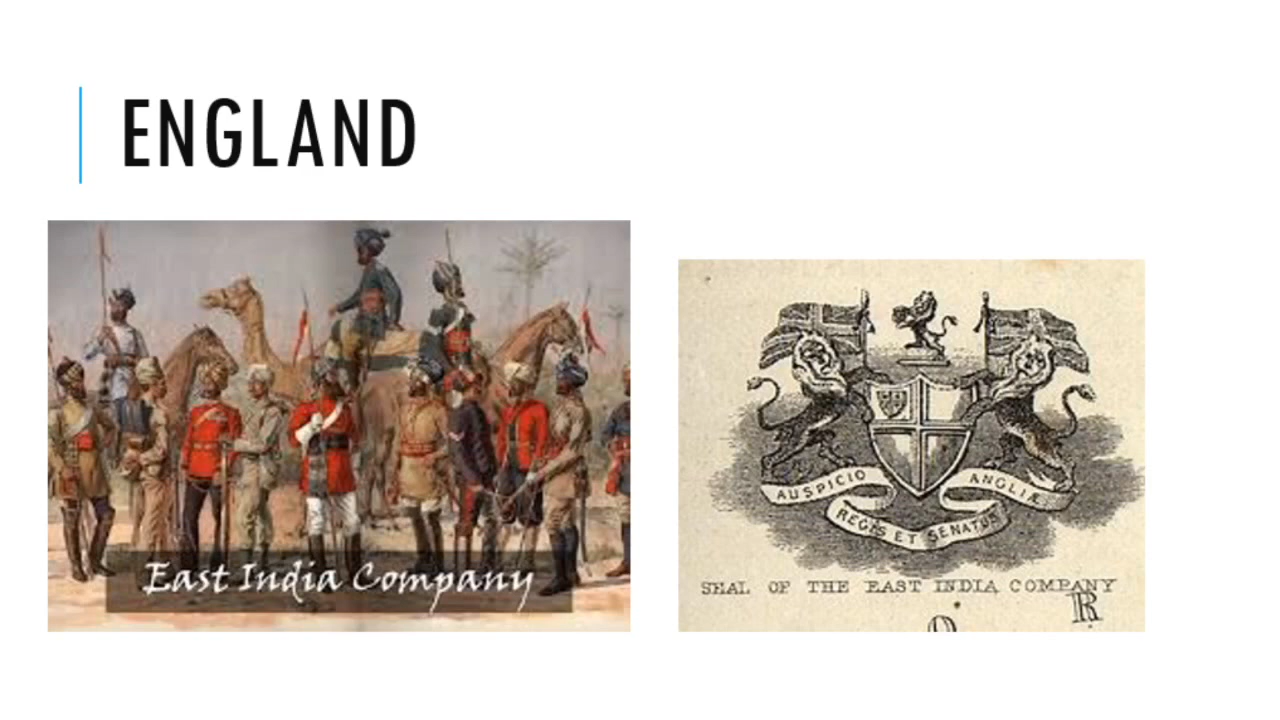 ENGLAND
East India Company
AUSPICIO REGIS ET SENATUS ANGLIÆ
SEAL OF THE EAST INDIA COMPANY
R
O